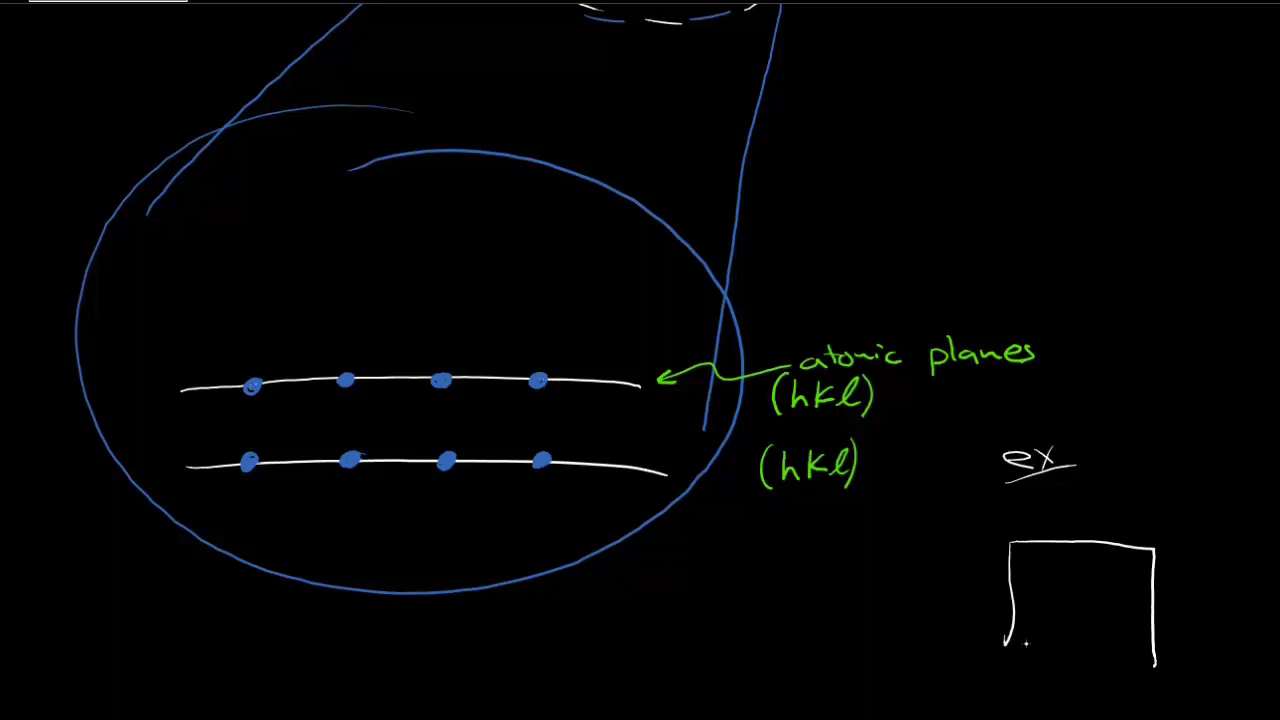 atomic planes
(hkl)
(hkl)
ex